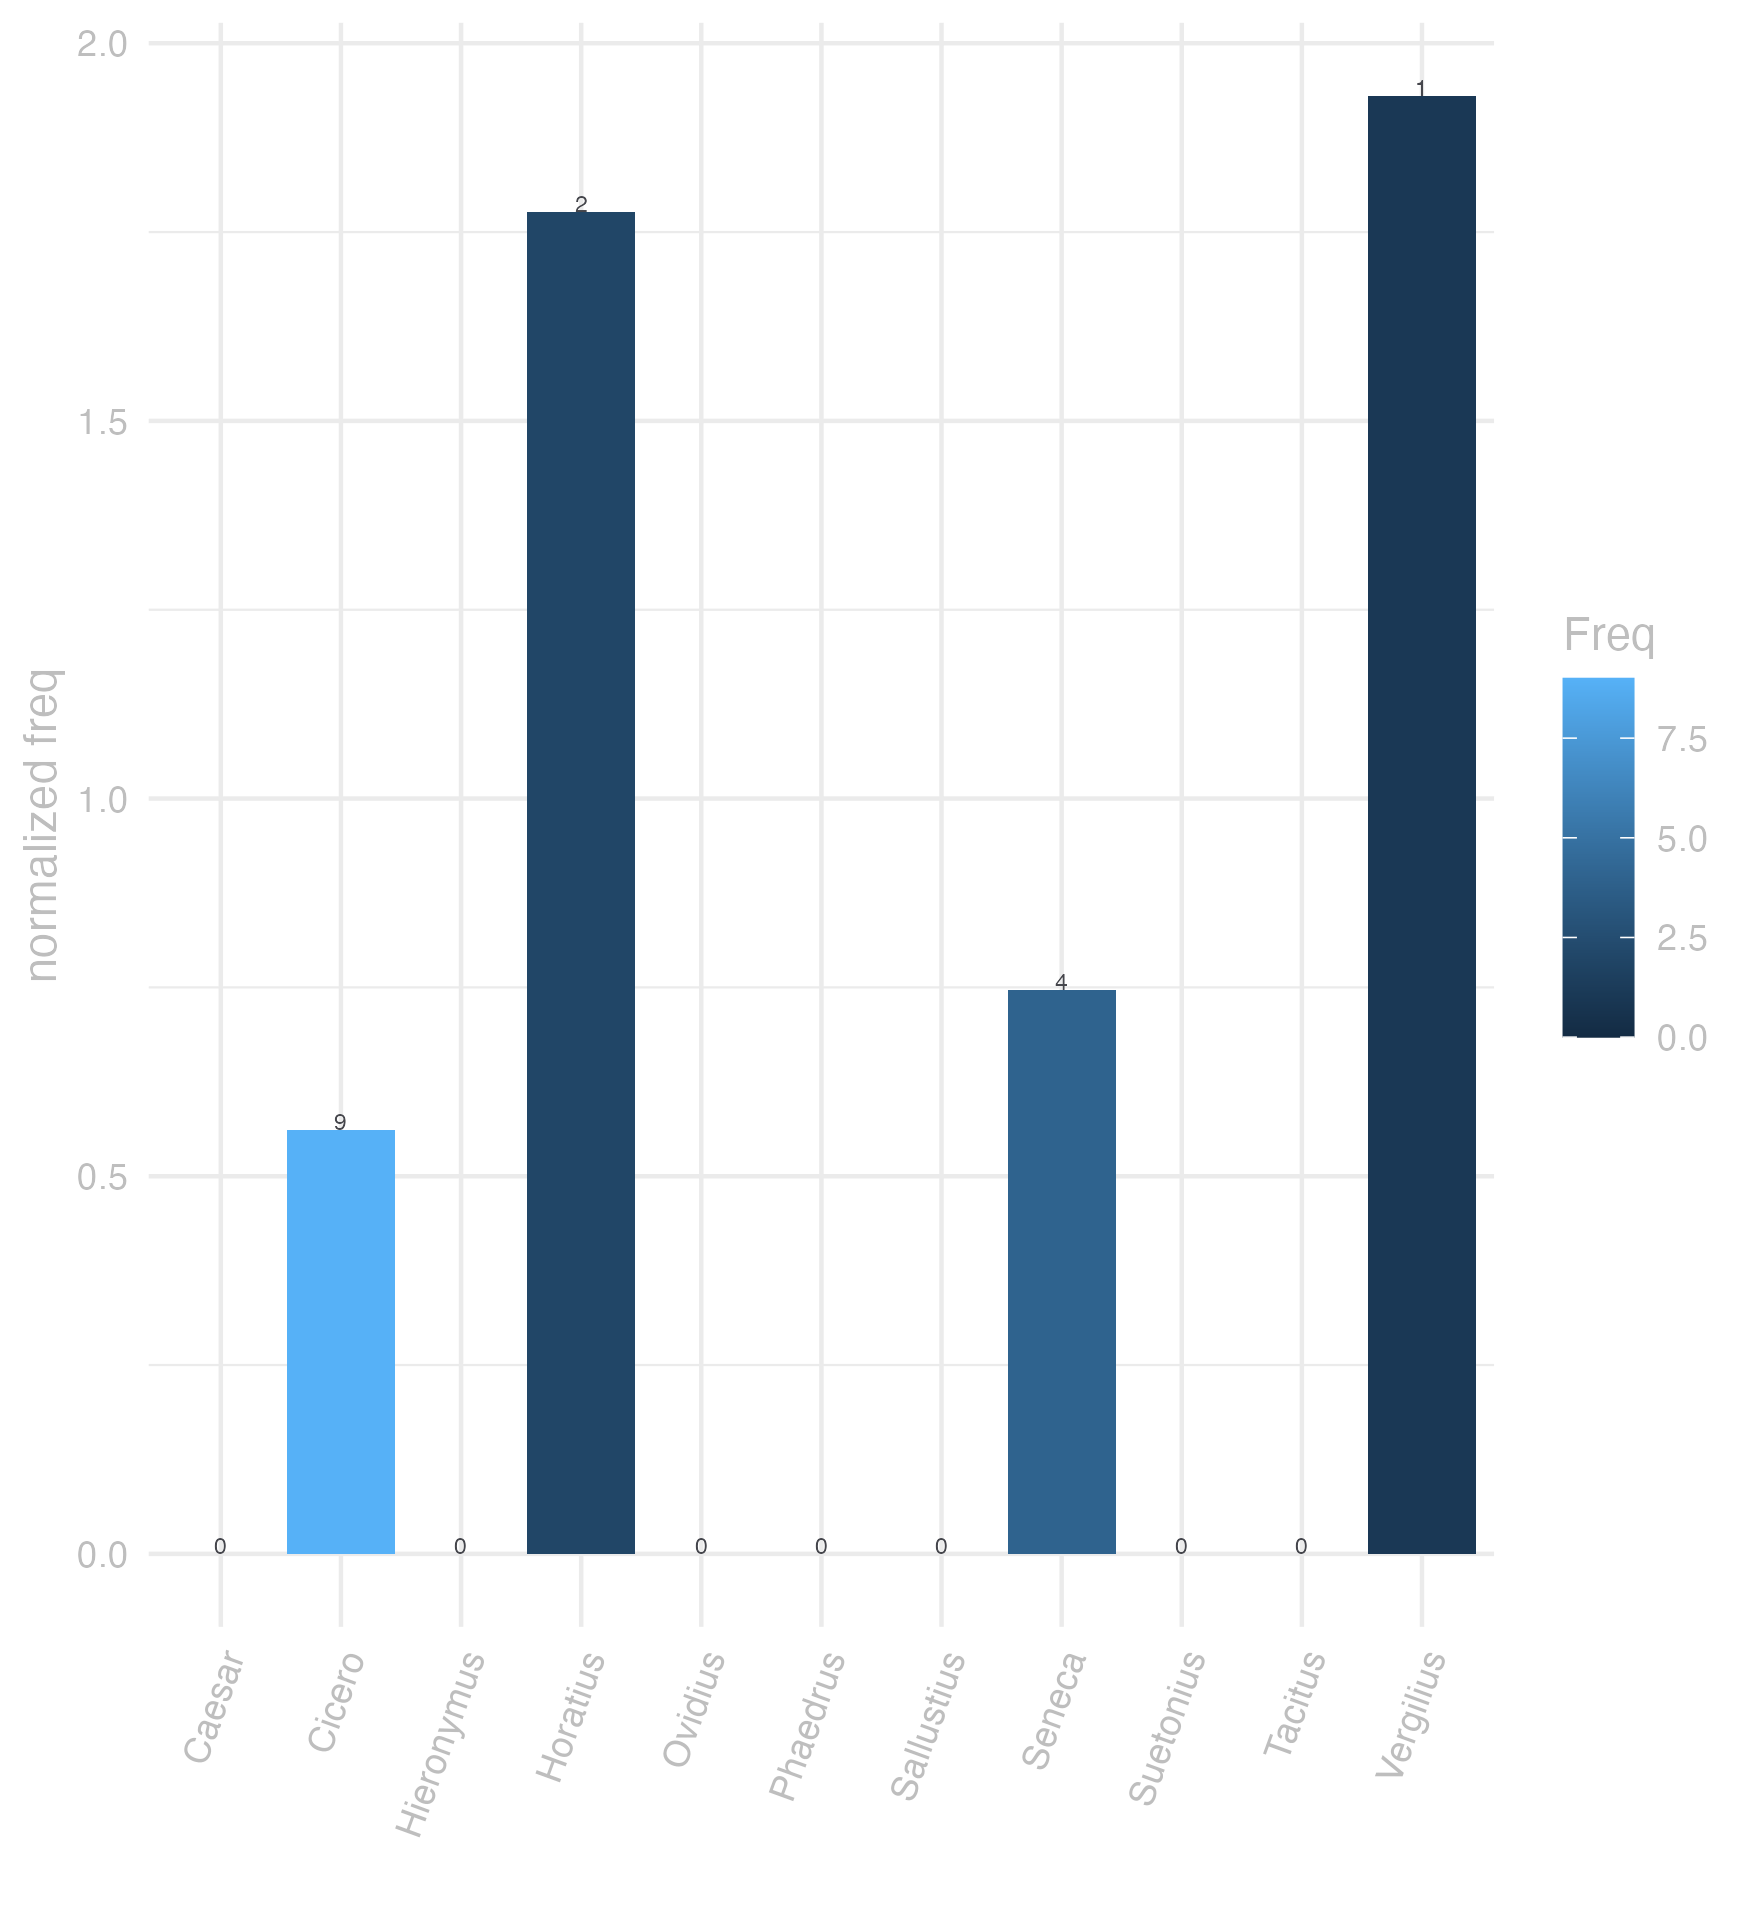 normalized freq
2.0
1.5
1.0
0.5
0.0
0
9
0
2
0
0
0
4
0
0
1
Caesar
Cicero
Hieronymus
Horatius
Ovidius
Phaedrus
Sallustius
Seneca
Suetonius
Tacitus
Vergilius
Freq
7.5
5.0
2.5
0.0